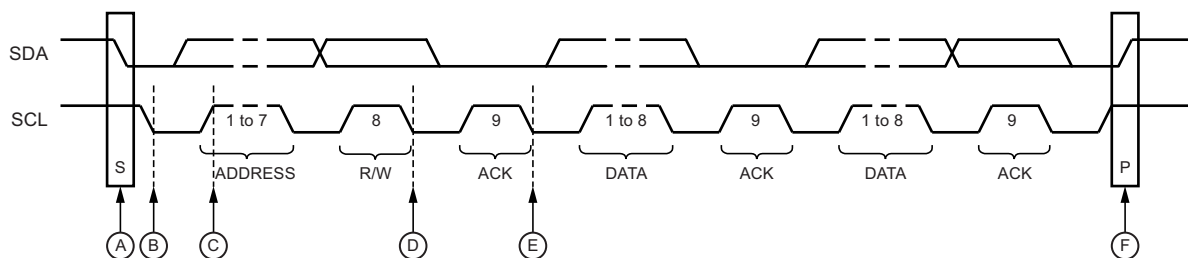 SDA
SCL
1 to 7
8
9
1 to 8
9
1 to 8
9
S
ADDRESS
R/W
ACK
DATA
ACK
DATA
ACK
P
A
B
C
D
E
F